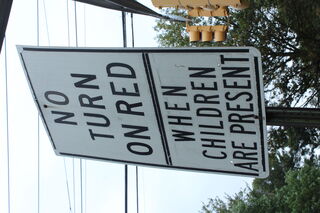 NO
TURN
ON RED
WHEN
CHILDREN
ARE PRESENT